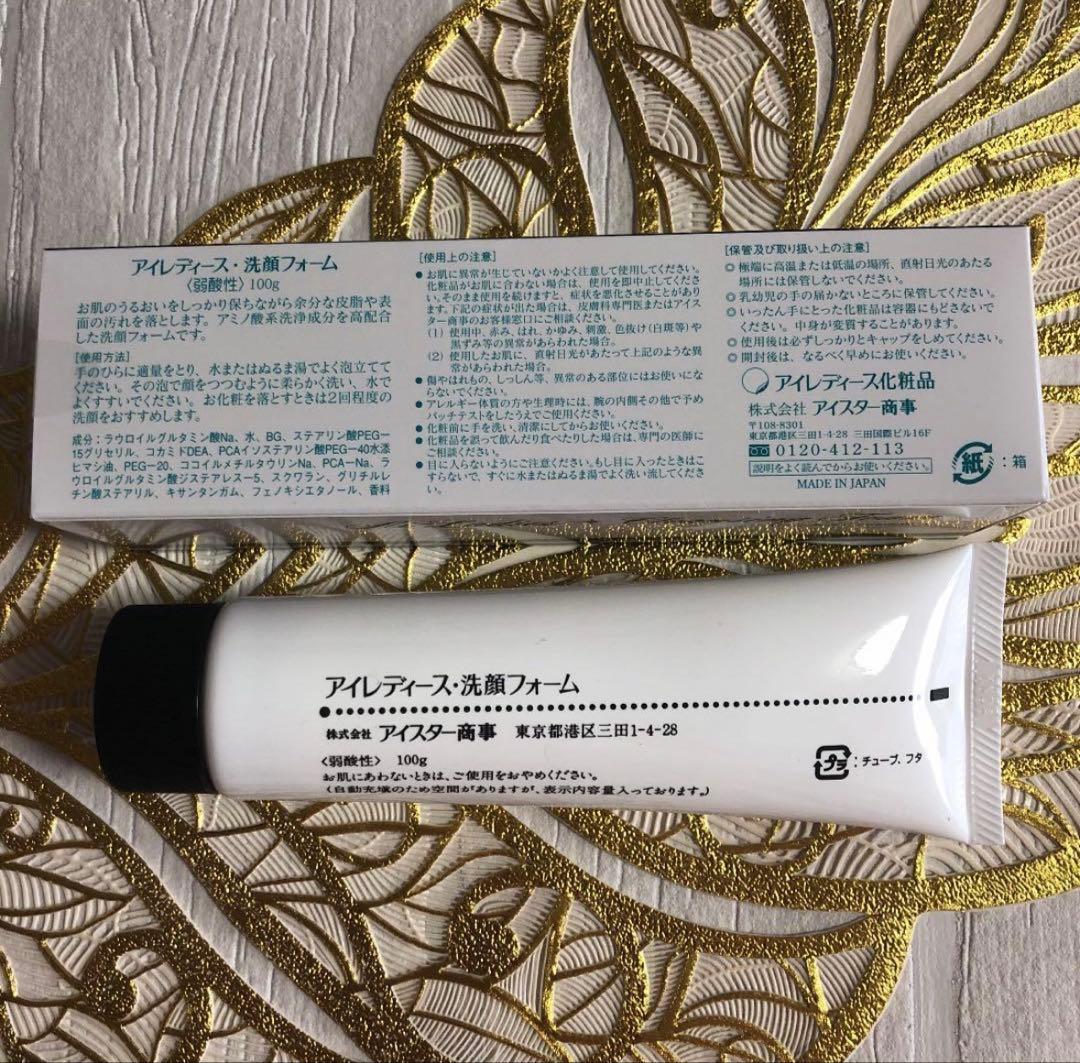 アイレディース・洗顔フォーム
〈弱酸性〉100g
お肌のうるおいをしっかり保ちながら余分な皮脂や表
面の汚れを落とします。アミノ酸系洗浄成分を高配合
した洗顔フォームです。
[使用方法]
手のひらに適量をとり、水またはぬるま湯でよく泡立てて
ください。その泡で顔をつつむように柔らかく洗い、水で
よくすすいでください。お化粧を落とすときは2回程度の
洗顔をおすすめします。
成分：ラウロイルグルタミン酸Na、水、BG、ステアリン酸PEG－
15グリセリル、コカミドDEA、PCAイソステアリン酸PEG－40水添
ヒマシ油、PEG－20、ココイルメチルタウリンNa、PCA－Na、ラ
ウロイルグルタミン酸ジステアレス－5、スクワラン、グリチルレ
チン酸ステアリル、キサンタンガム、フェノキシエタノール、香料
[使用上の注意]
●お肌に異常が生じていないかよく注意して使用してください。
化粧品がお肌に合わない場合は、使用を即中止してくださ
い。そのまま使用を続けますと、症状を悪化させることがあり
ます。下記の症状が出た場合は、皮膚科専門医またはアイス
ター商事のお客様窓口にご相談ください。
(1) 使用中、赤み、はれ、かゆみ、刺激、色抜け(白斑等)や
黒ずみ等の異常があらわれた場合。
(2) 使用したお肌に、直射日光があたって上記のような異
常があらわれた場合。
●傷やはれもの、しっしん等、異常のある部位にはお使いにな
らないでください。
●アレルギー体質の方や生理時には、腕の内側その他で予め
パッチテストをしたうえでご使用ください。
●化粧前に手を洗い、清潔にしてからお使いください。
●化粧品を誤って飲んだり食べたりした場合は、専門の医師に
ご相談ください。
●目に入らないようにご注意ください。もし目に入ったときはこ
すらないで、すぐに水またはぬるま湯でよく洗い流してくださ
い。
[保管及び取り扱い上の注意]
◎極端に高温または低温の場所、直射日光のあたる
場所には保管しないでください。
◎乳幼児の手の届かないところに保管してください。
◎いったん手にとった化粧品は容器にもどさないで
ください。中身が変質することがあります。
◎使用後は必ずしっかりとキャップをしめてください。
◎開封後は、なるべく早めにお使いください。
アイレディース化粧品
株式会社 アイスター商事
〒108-8301
東京都港区三田1-4-28 三田国際ビル16F
0120-412-113
説明をよく読んでからお使いください。
MADE IN JAPAN
紙：箱
アイレディース・洗顔フォーム
株式会社 アイスター商事 東京都港区三田1-4-28
〈弱酸性〉 100g
お肌にあわないときは、ご使用をおやめください。
(自動充填のため空間がありますが、表示内容量入っております。)
プラ：チューブ、フタ